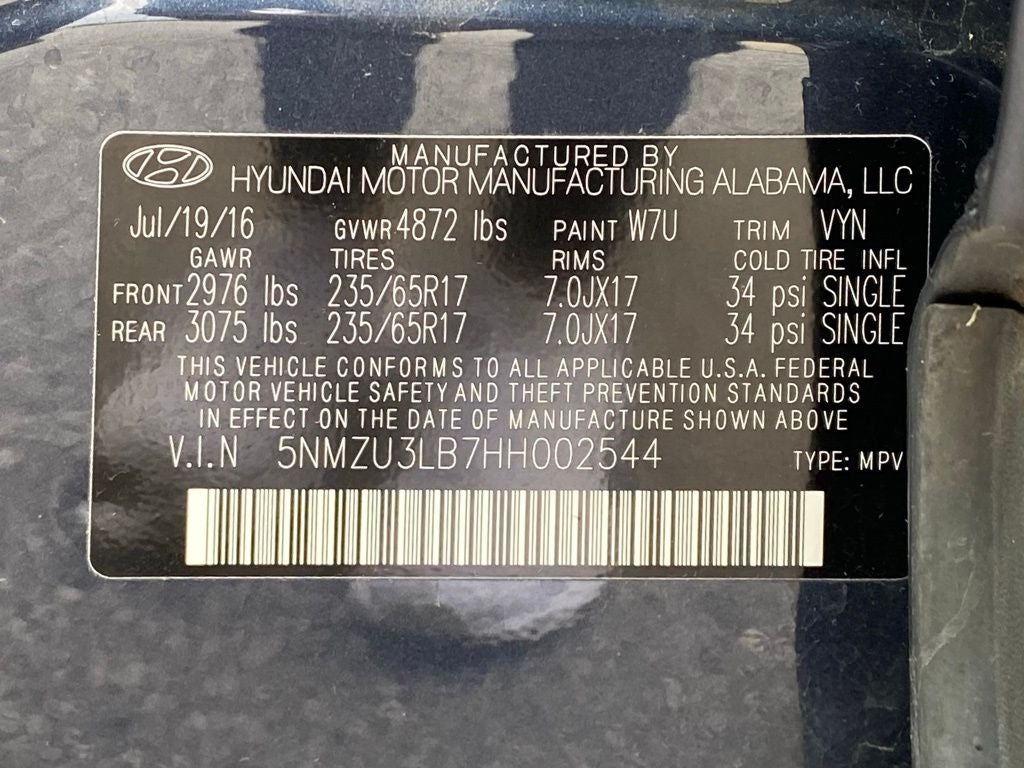 MANUFACTURED BY
HYUNDAI MOTOR MANUFACTURING ALABAMA, LLC
Jul/19/16 GVWR 4872 lbs PAINT W7U TRIM VYN
GAWR TIRES RIMS COLD TIRE INFL
FRONT 2976 lbs 235/65R17 7.0JX17 34 psi SINGLE
REAR 3075 lbs 235/65R17 7.0JX17 34 psi SINGLE
THIS VEHICLE CONFORMS TO ALL APPLICABLE U.S.A. FEDERAL
MOTOR VEHICLE SAFETY AND THEFT PREVENTION STANDARDS
IN EFFECT ON THE DATE OF MANUFACTURE SHOWN ABOVE
V.I.N 5NMZU3LB7HH002544 TYPE: MPV